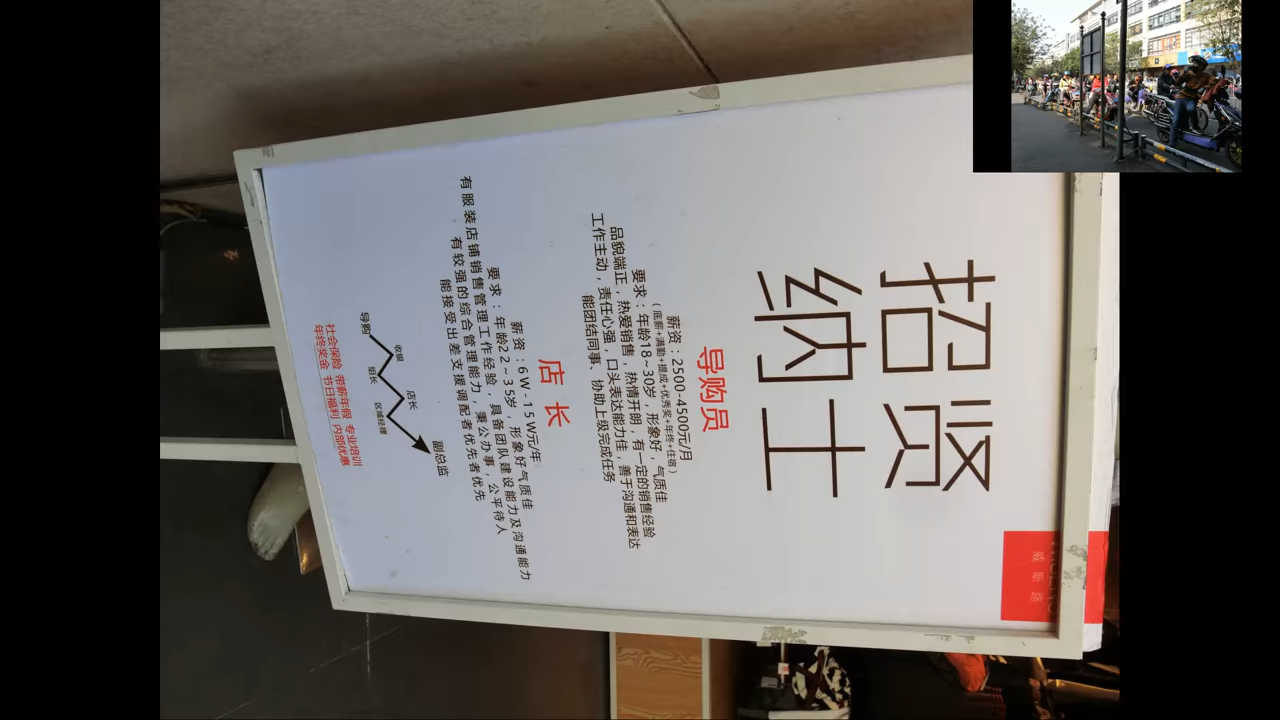 招贤
纳士
导购员
薪资：2500-4500元/月
（底薪+满勤+提成+优秀奖+年终+住宿）
要求：年龄18-30岁，形象好，气质佳
品貌端正，热爱销售，热情开朗，有一定的销售经验
工作主动，责任心强，口头表达能力佳，善于沟通和表达
能团结同事、协助上级完成任务
店长
薪资：6W-15W元/年
要求：年龄22~35岁，形象好气质佳
有服装店铺销售管理工作经验，具备团队建设能力及沟通能力
有较强的综合管理能力，秉公办事，公平待人
能接受出差支援调配者优先者优先
导购
收银
组长
店长
区域经理
副总监
社会保险 带薪年假 专业培训
年终奖金 节日福利 内部优惠